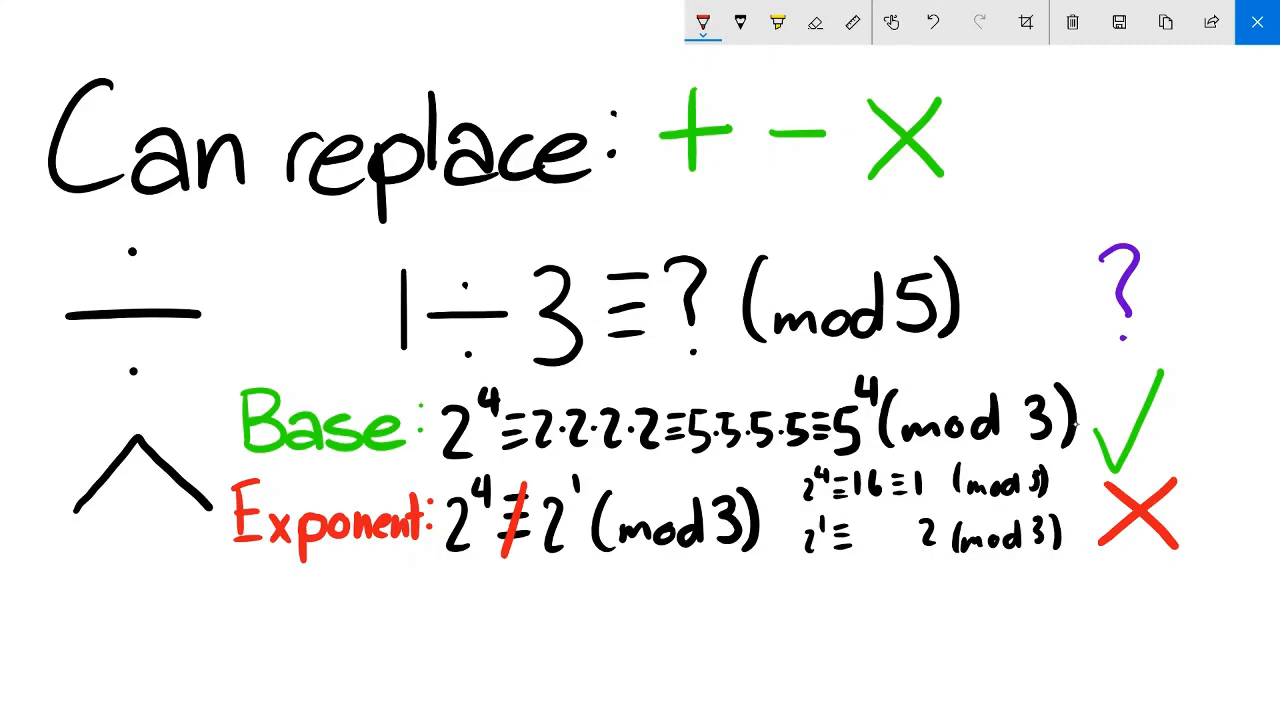 Can replace: + − ×
÷ 1 ÷ 3 ≡ ? (mod 5) ?
Base: 2⁴ ≡ 2·2·2·2 ≡ 5·5·5·5 ≡ 5⁴ (mod 3) ✓
^
2⁴ ≡ 16 ≡ 1 (mod 3)
Exponent: 2⁴ ≢ 2¹ (mod 3) ✗
2¹ ≡ 2 (mod 3)